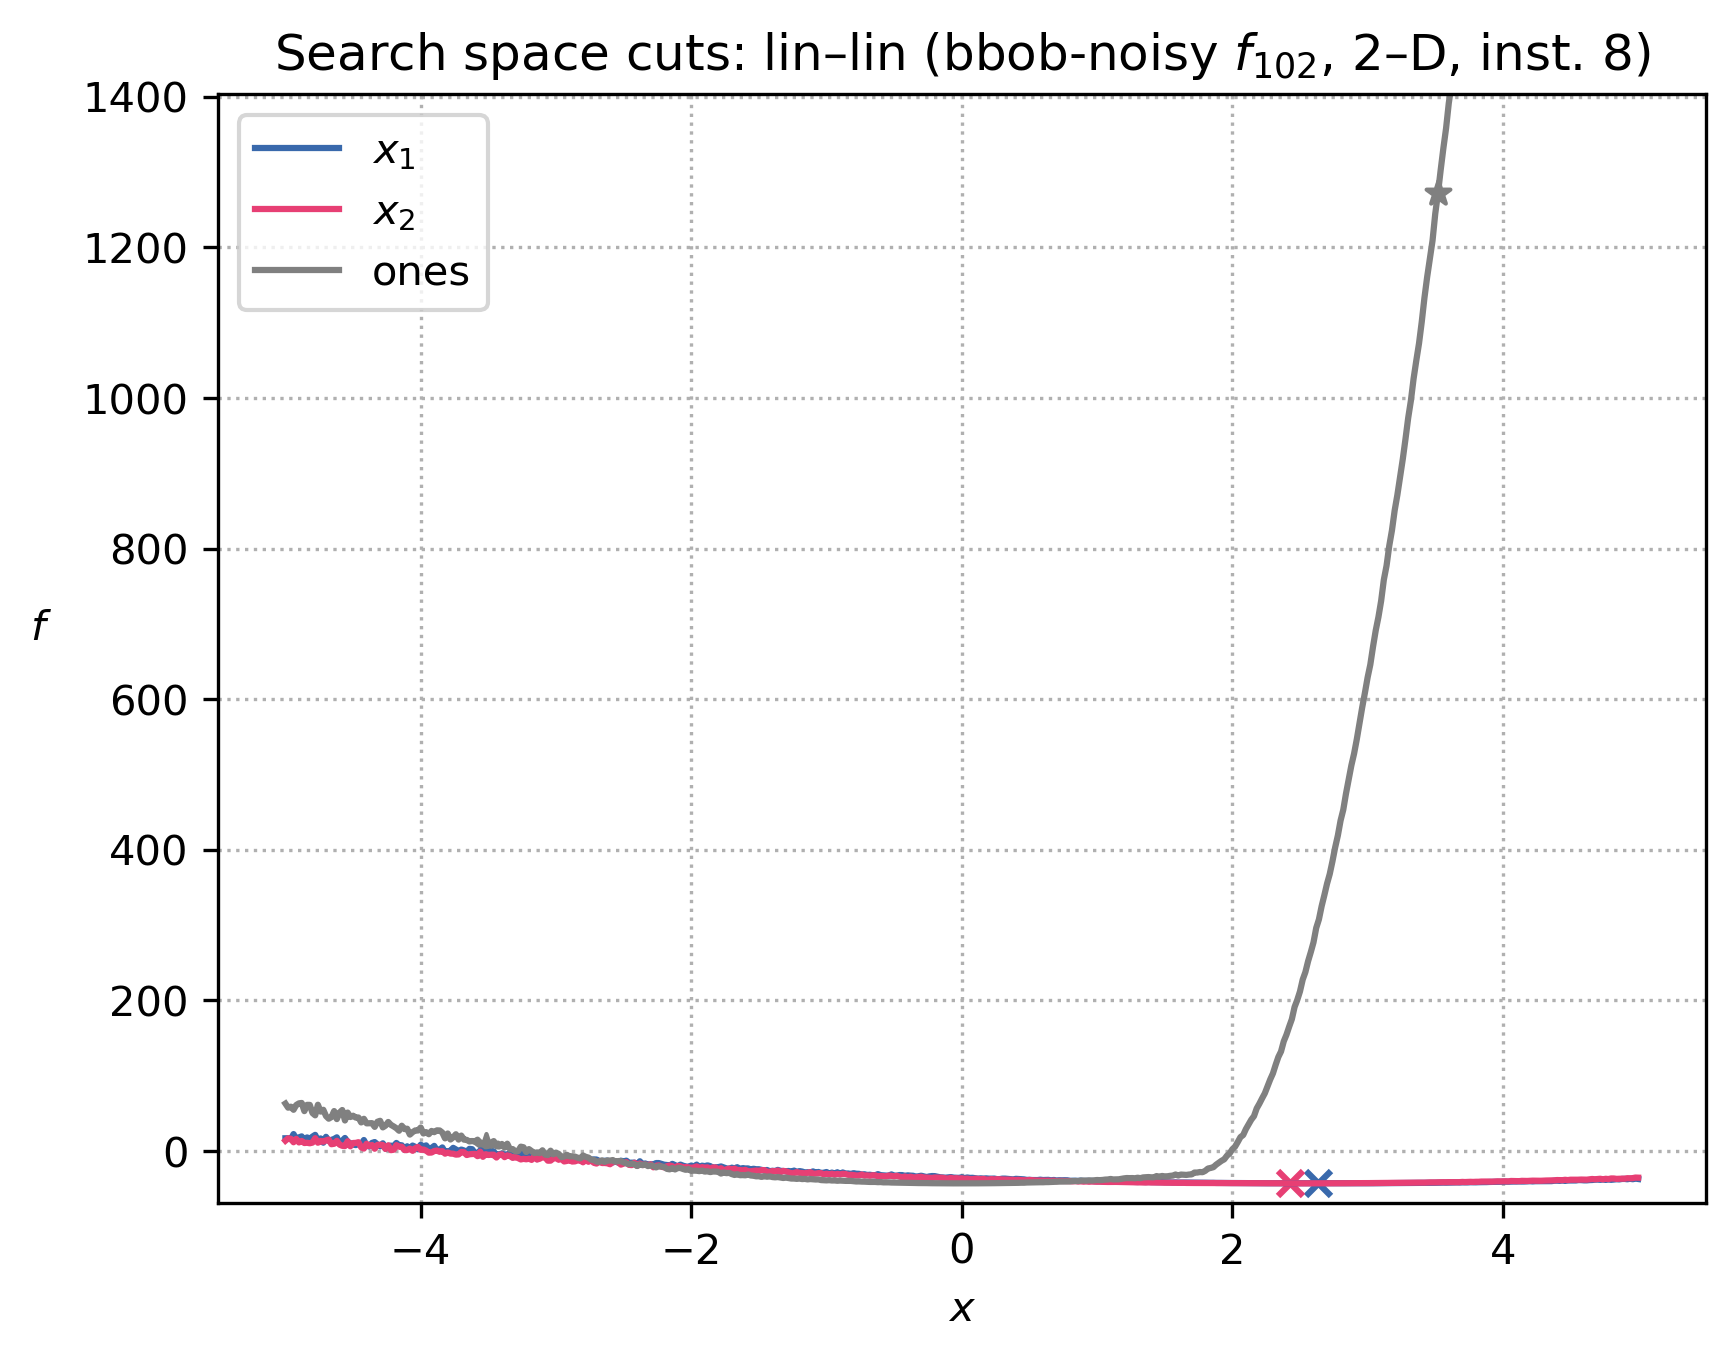 Search space cuts: lin–lin (bbob-noisy f₁₀₂, 2–D, inst. 8)
1400
1200
1000
800
600
400
200
0
f
x₁
x₂
ones
−4 −2 0 2 4
x